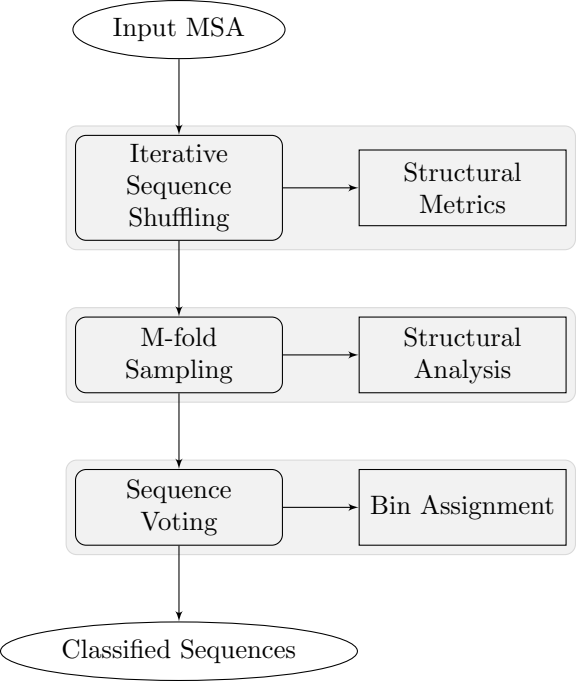 Input MSA
Iterative
Sequence
Shuffling
Structural
Metrics
M-fold
Sampling
Structural
Analysis
Sequence
Voting
Bin Assignment
Classified Sequences